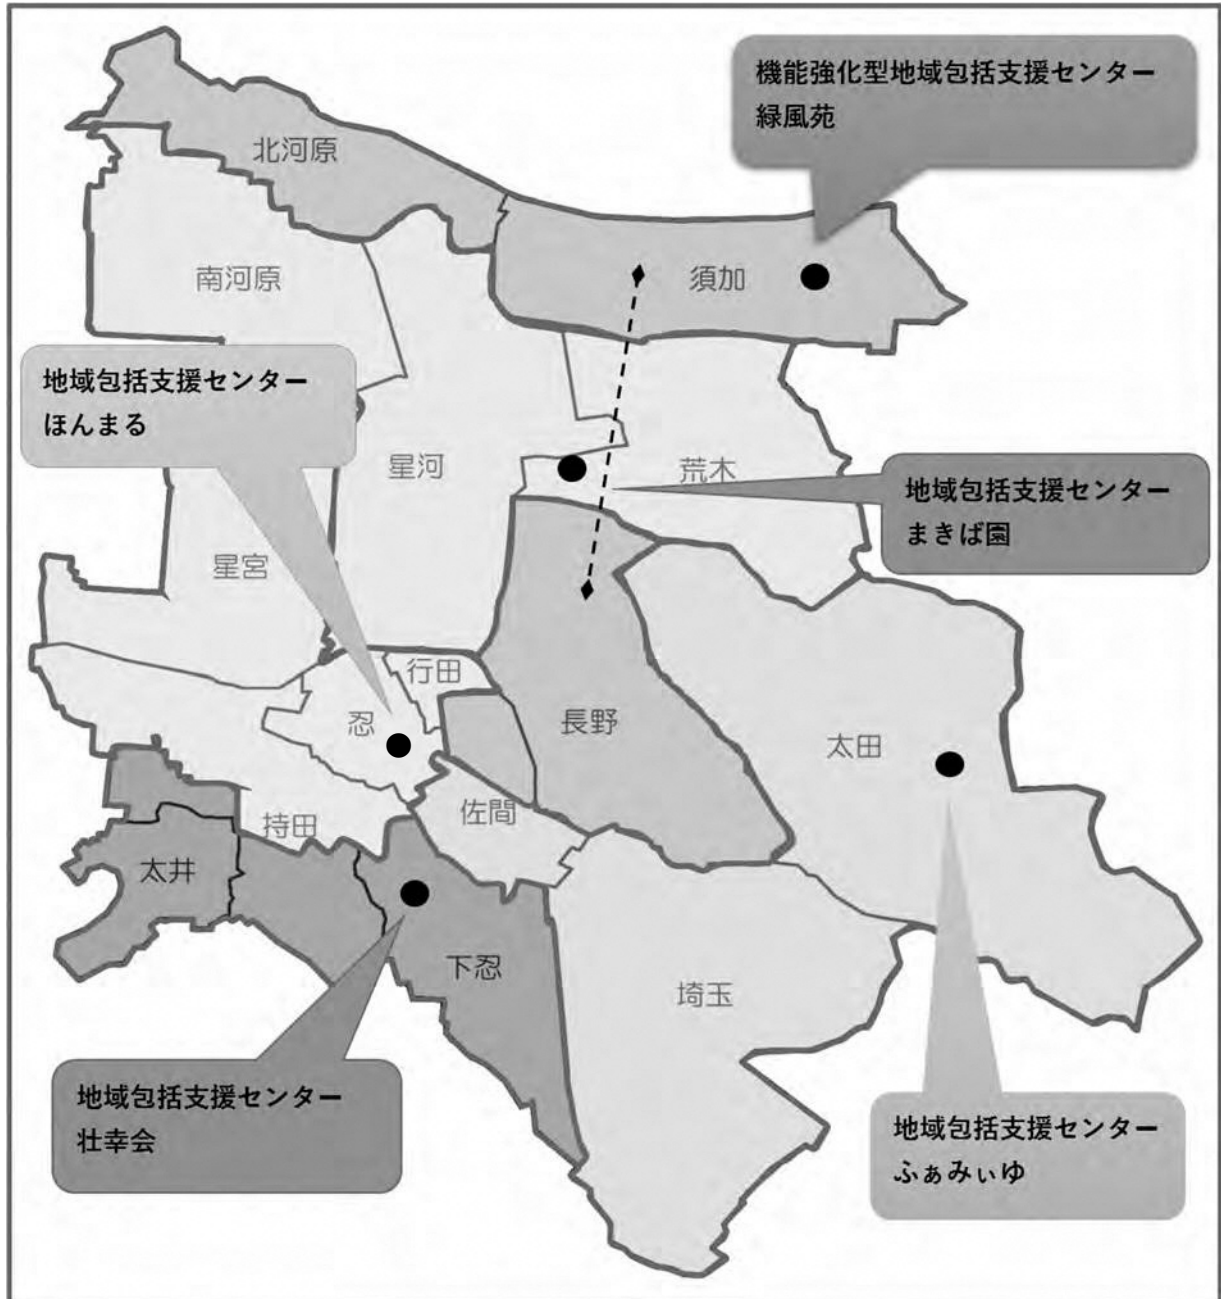 機能強化型地域包括支援センター
緑風苑
北河原
南河原
須加
地域包括支援センター
ほんまる
星河
荒木
地域包括支援センター
まきば園
星宮
行田
忍
長野
太田
佐間
持田
太井
下忍
埼玉
地域包括支援センター
壮幸会
地域包括支援センター
ふぁみぃゆ